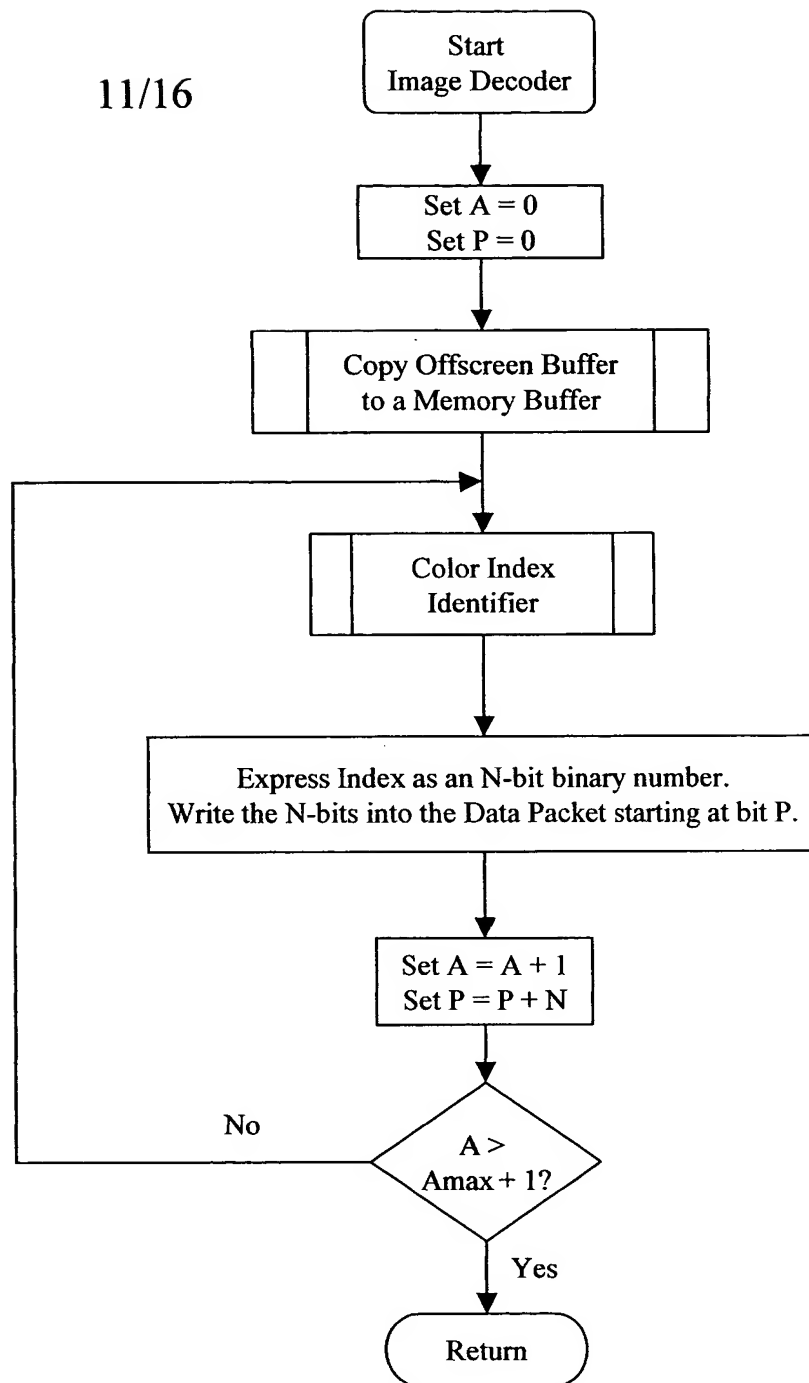 11/16
Start
Image Decoder
Set A = 0
Set P = 0
Copy Offscreen Buffer
to a Memory Buffer
Color Index
Identifier
Express Index as an N-bit binary number.
Write the N-bits into the Data Packet starting at bit P.
Set A = A + 1
Set P = P + N
A >
Amax + 1?
No
Yes
Return